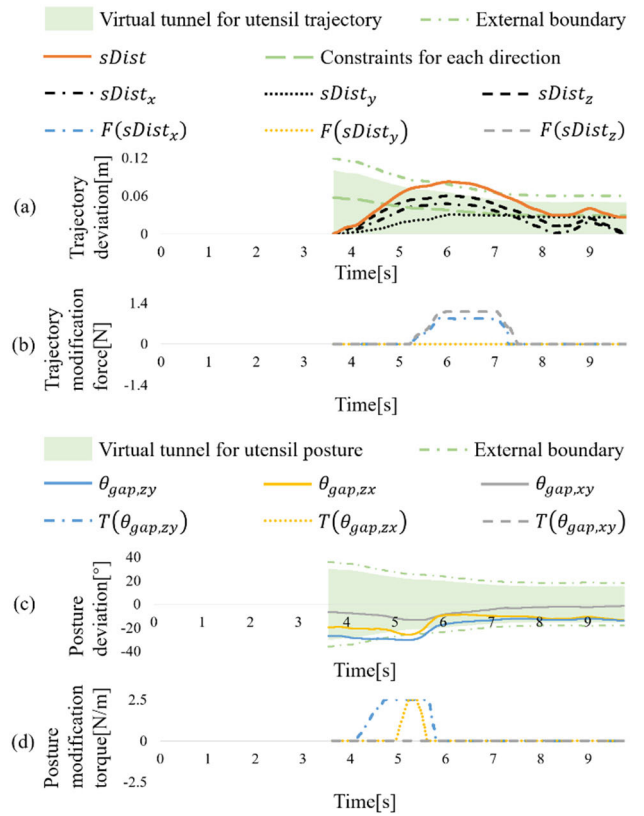 Virtual tunnel for utensil trajectory External boundary
sDist Constraints for each direction
sDist_x sDist_y sDist_z
F(sDist_x) F(sDist_y) F(sDist_z)
(a)
Trajectory
deviation[m]
0.12
0.06
0
0 1 2 3 4 5 6 7 8 9
Time[s]
(b)
Trajectory
modification
force[N]
1.4
0
-1.4
0 1 2 3 4 5 6 7 8 9
Time[s]
Virtual tunnel for utensil posture External boundary
θ_gap,zy θ_gap,zx θ_gap,xy
T(θ_gap,zy) T(θ_gap,zx) T(θ_gap,xy)
(c)
Posture
deviation[°]
40
20
0
-20
-40
0 1 2 3 4 5 6 7 8 9
Time[s]
(d)
Posture
modification
torque[N/m]
2.5
0
-2.5
0 1 2 3 4 5 6 7 8 9
Time[s]